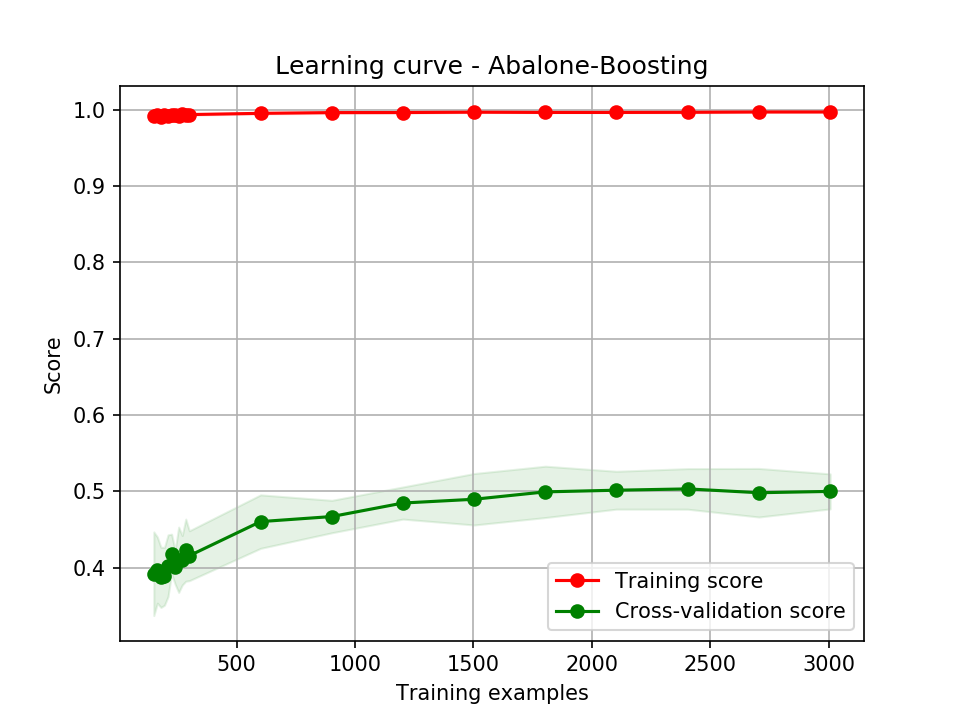 Learning curve - Abalone-Boosting
1.0
0.9
0.8
0.7
0.6
0.5
0.4
Score
Training score
Cross-validation score
500 1000 1500 2000 2500 3000
Training examples